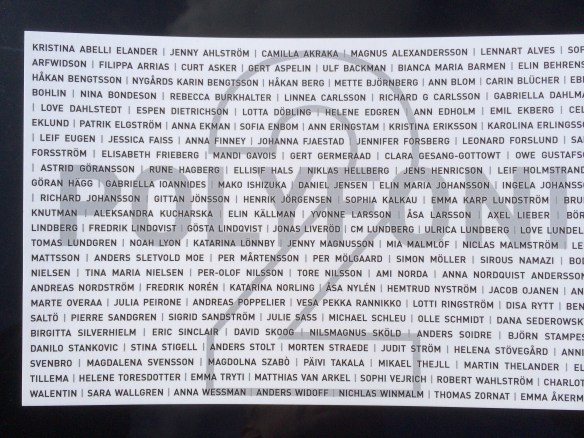 KRISTINA ABELLI ELANDER | JENNY AHLSTRÖM | CAMILLA AKRAKA | MAGNUS ALEXANDERSSON | LENNART ALVES | SOF
ARFWIDSON | FILIPPA ARRIAS | CURT ASKER | GERT ASPELIN | ULF BACKMAN | BIANCA MARIA BARMEN | ELIN BEHRENS
HÅKAN BENGTSSON | NYGÅRDS KARIN BENGTSSON | HÅKAN BERG | METTE BJÖRNBERG | ANN BLOM | CARIN BLÜCHER | EB
BOHLIN | NINA BONDESON | REBECCA BURKHALTER | LINNEA CARLSSON | RICHARD G CARLSSON | GABRIELLA DAHLMA
| LOVE DAHLSTEDT | ESPEN DIETRICHSON | LOTTA DÖBLING | HELENE EDGREN | ANN EDHOLM | EMIL EKBERG | CEL
EKLUND | PATRIK ELGSTRÖM | ANNA EKMAN | SOFIA ENBOM | ANN ERINGSTAM | KRISTINA ERIKSSON | KAROLINA ERLINGSS
| LEIF EUGEN | JESSICA FAISS | ANNA FINNEY | JOHANNA FJAESTAD | JENNIFER FORSBERG | LEONARD FORSLUND | SAN
FORSSTRÖM | ELISABETH FRIEBERG | MANDI GAVOIS | GERT GERMERAAD | CLARA GESANG-GOTTOWT | OWE GUSTAFS
| ASTRID GÖRANSSON | RUNE HAGBERG | ELLISIF HALS | NIKLAS HELLBERG | JENS HENRICSON | LEIF HOLMSTRAND
GÖRAN HÄGG | GABRIELLA IOANNIDES | MAKO ISHIZUKA | DANIEL JENSEN | ELIN MARIA JOHANSSON | INGELA JOHANSS
| RICHARD JOHANSSON | GITTAN JÖNSSON | HENRIK JÖRGENSEN | SOPHIA KALKAU | EMMA KARP LUNDSTRÖM | BRUN
KNUTMAN | ALEKSANDRA KUCHARSKA | ELIN KÄLLMAN | YVONNE LARSSON | ÅSA LARSSON | AXEL LIEBER | BO
LINDBERG | FREDRIK LINDQVIST | GÖSTA LINDQVIST | JONAS LIVERÖD | CM LUNDBERG | ULRICA LUNDBERG | LOVE LUNDEL
TOMAS LUNDGREN | NOAH LYON | KATARINA LÖNNBY | JENNY MAGNUSSON | MIA MALMLÖF | NICLAS MALMSTRÖM | LE
MATTSSON | ANDERS SLETVOLD MOE | PER MÅRTENSSON | PER MÖLGAARD | SIMON MÖLLER | SIROUS NAMAZI | BOD
NIELSEN | TINA MARIA NIELSEN | PER-OLOF NILSSON | TORE NILSSON | AMI NORDA | ANNA NORDQUIST ANDERSSO
ANDREAS NORDSTRÖM | FREDRIK NORÉN | KATARINA NORLING | ÅSA NYLÉN | HEMTRUD NYSTRÖM | JACOB OJANEN | AN
MARTE OVERAA | JULIA PEIRONE | ANDREAS POPPELIER | VESA PEKKA RANNIKKO | LOTTI RINGSTRÖM | DISA RYTT | BEN
SALTÖ | PIERRE SANDGREN | SIGRID SANDSTRÖM | JULIE SASS | MICHAEL SCHLEU | OLLE SCHMIDT | DANA SEDEROWSK
BIRGITTA SILVERHIELM | ERIC SINCLAIR | DAVID SKOOG | NILSMAGNUS SKÖLD | ANDERS SOIDRE | BJÖRN STAMPES
DANILO STANKOVIC | STINA STIGELL | ANDERS STOLT | MORTEN STRAEDE | JUDIT STRÖM | HELENA STÖVEGÅRD | ANN
SVENBRO | MAGDALENA SVENSSON | MAGDOLNA SZABÒ | PÄIVI TAKALA | MIKAEL THEJLL | MARTIN THELANDER | EL
TILLEMA | HELENE TORESDOTTER | EMMA TRYTI | MATTHIAS VAN ARKEL | SOPHI VEJRICH | ROBERT WAHLSTRÖM | CHARLOT
WALENTIN | SARA WALLGREN | ANNA WESSMAN | ANDERS WIDOFF | NICHLAS WINMALM | THOMAS ZORNAT | EMMA ÅKERM
POLYFONI
2